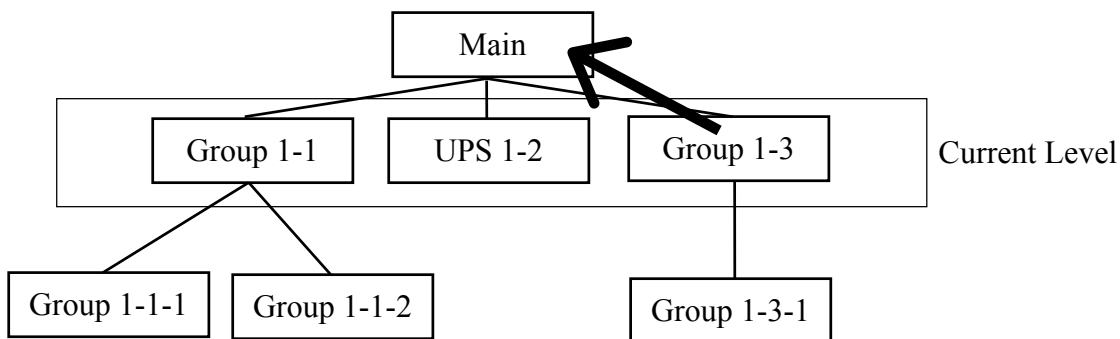 Main
Group 1-1
UPS 1-2
Group 1-3
Current Level
Group 1-1-1
Group 1-1-2
Group 1-3-1